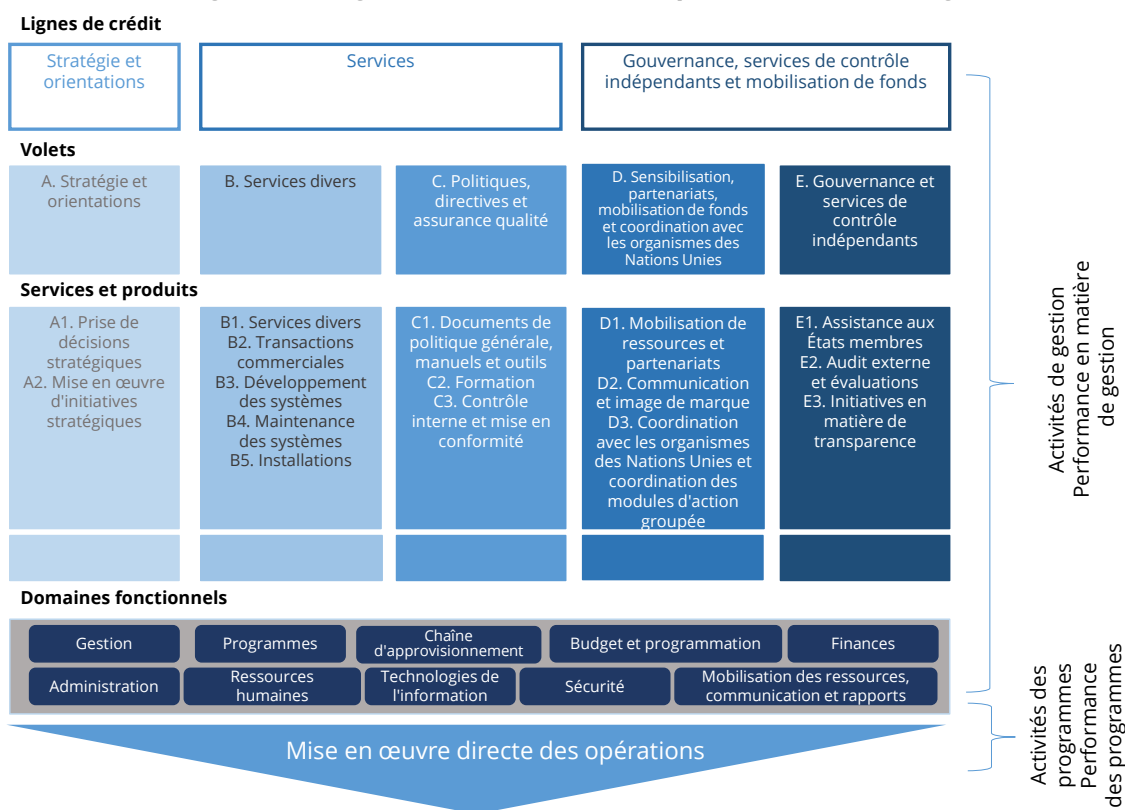 Lignes de crédit
Stratégie et
orientations
Services
Gouvernance, services de contrôle
indépendants et mobilisation de fonds
Volets
A. Stratégie et
orientations
B. Services divers
C. Politiques,
directives et
assurance qualité
D. Sensibilisation,
partenariats,
mobilisation de fonds
et coordination avec
les organismes des
Nations Unies
E. Gouvernance et
services de
contrôle
indépendants
Services et produits
A1. Prise de
décisions
stratégiques
A2. Mise en œuvre
d'initiatives
stratégiques
B1. Services divers
B2. Transactions
commerciales
B3. Développement
des systèmes
B4. Maintenance
des systèmes
B5. Installations
C1. Documents de
politique générale,
manuels et outils
C2. Formation
C3. Contrôle
interne et mise en
conformité
D1. Mobilisation de
ressources et
partenariats
D2. Communication
et image de marque
D3. Coordination
avec les organismes
des Nations Unies et
coordination des
modules d'action
groupée
E1. Assistance aux
États membres
E2. Audit externe
et évaluations
E3. Initiatives en
matière de
transparence
Domaines fonctionnels
Gestion
Programmes
Chaîne
d'approvisionnement
Budget et programmation
Finances
Administration
Ressources
humaines
Technologies de
l'information
Sécurité
Mobilisation des ressources,
communication et rapports
Mise en œuvre directe des opérations
Activités de gestion
Performance en matière
de gestion
Activités des
programmes
Performance
des programmes